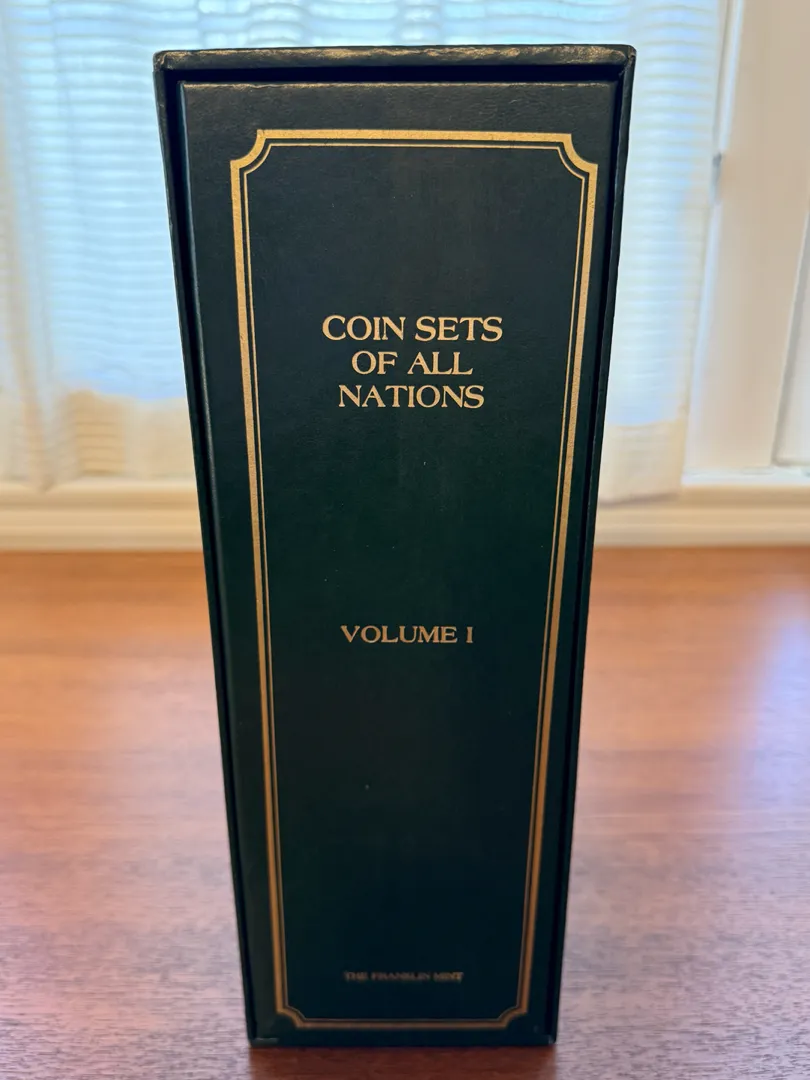 COIN SETS
OF ALL
NATIONS
VOLUME I
THE FRANKLIN MINT